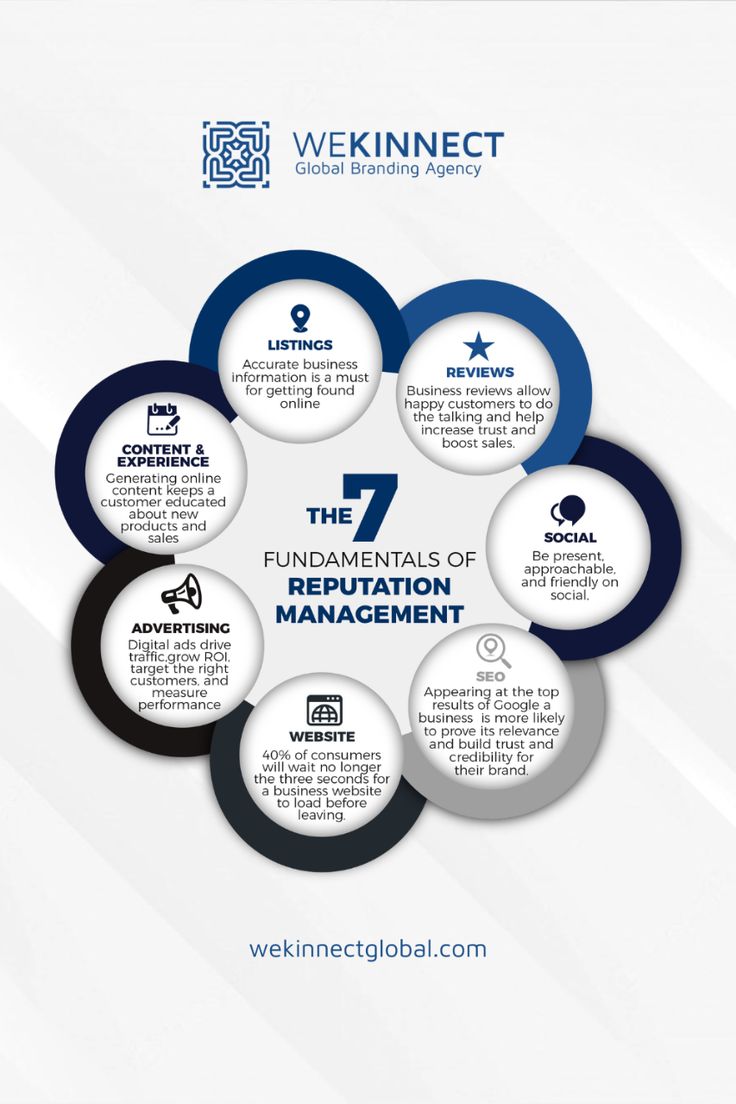 WEKINNECT
Global Branding Agency
LISTINGS
Accurate business
information is a must
for getting found
online
REVIEWS
Business reviews allow
happy customers to do
the talking and help
increase trust and
boost sales.
SOCIAL
Be present,
approachable,
and friendly on
social.
SEO
Appearing at the top
results of Google a
business is more likely
to prove its relevance
and build trust and
credibility for
their brand.
WEBSITE
40% of consumers
will wait no longer
the three seconds for
a business website
to load before
leaving.
ADVERTISING
Digital ads drive
traffic,grow ROI,
target the right
customers, and
measure
performance
CONTENT &
EXPERIENCE
Generating online
content keeps a
customer educated
about new
products and
sales
THE 7
FUNDAMENTALS OF
REPUTATION
MANAGEMENT
wekinnectglobal.com